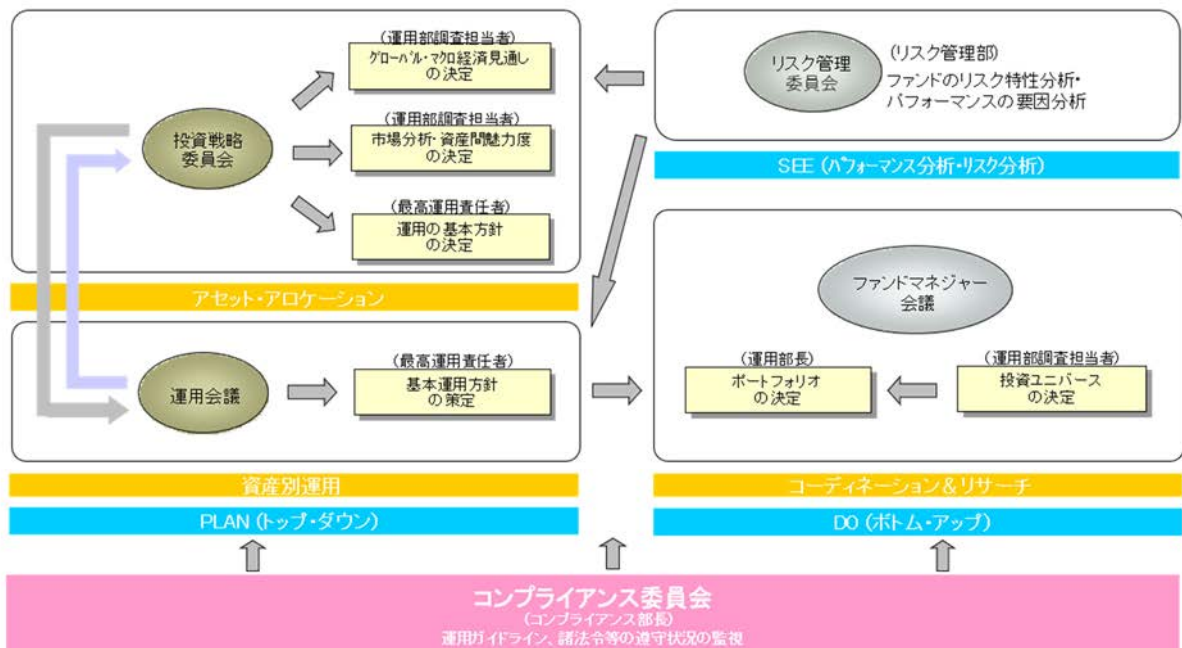 (運用部調査担当者)
グローバル・マクロ経済見通し
の決定
(運用部調査担当者)
市場分析・資産間魅力度
の決定
投資戦略
委員会
(最高運用責任者)
運用の基本方針
の決定
アセット・アロケーション
(最高運用責任者)
運用会議
基本運用方針
の策定
資産別運用
PLAN (トップ・ダウン)
リスク管理
委員会
(リスク管理部)
ファンドのリスク特性分析・
パフォーマンスの要因分析
SEE (パフォーマンス分析・リスク分析)
ファンドマネジャー
会議
(運用部長)
ポートフォリオ
の決定
(運用部調査担当者)
投資ユニバース
の決定
コーディネーション&リサーチ
DO (ボトム・アップ)
コンプライアンス委員会
(コンプライアンス部長)
運用ガイドライン、諸法令等の遵守状況の監視